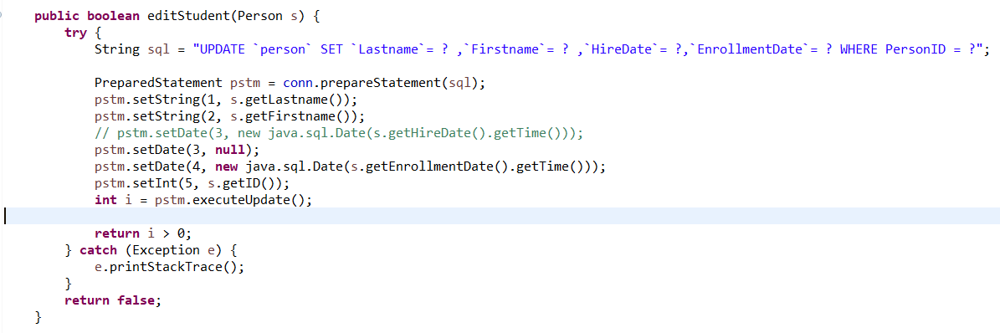 public boolean editStudent(Person s) {
try {
String sql = "UPDATE `person` SET `Lastname`= ? ,`Firstname`= ? ,`HireDate`= ?,`EnrollmentDate`= ? WHERE PersonID = ?";
PreparedStatement pstm = conn.prepareStatement(sql);
pstm.setString(1, s.getLastname());
pstm.setString(2, s.getFirstname());
// pstm.setDate(3, new java.sql.Date(s.getHireDate().getTime()));
pstm.setDate(3, null);
pstm.setDate(4, new java.sql.Date(s.getEnrollmentDate().getTime()));
pstm.setInt(5, s.getID());
int i = pstm.executeUpdate();
return i > 0;
} catch (Exception e) {
e.printStackTrace();
}
return false;
}